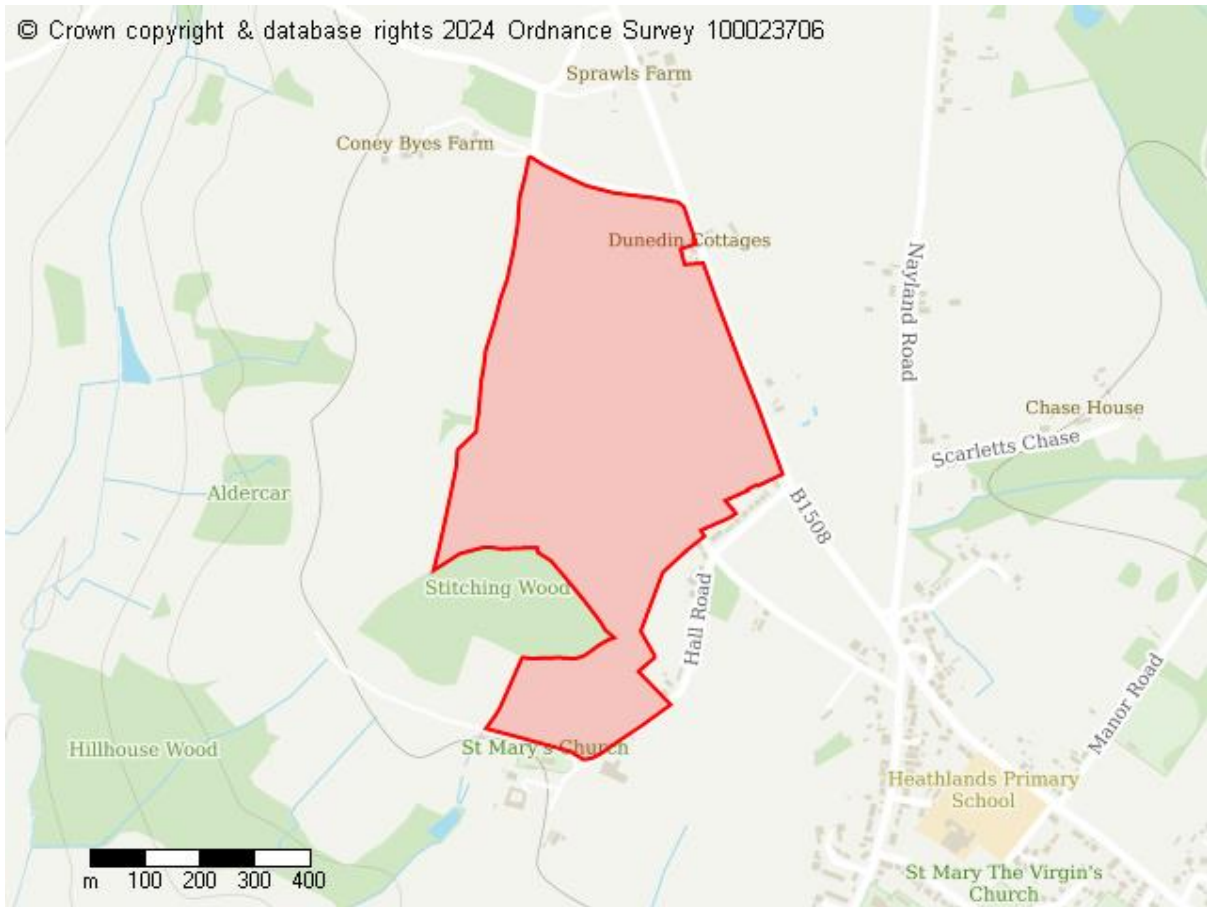 © Crown copyright & database rights 2024 Ordnance Survey 100023706
Sprawls Farm
Coney Byes Farm
Dunedin Cottages
Nayland Road
Chase House
Scarletts Chase
Aldercar
B1508
Stitching Wood
Hall Road
Manor Road
Hillhouse Wood
St Mary's Church
Heathlands Primary
School
m 100 200 300 400
St Mary The Virgin's
Church